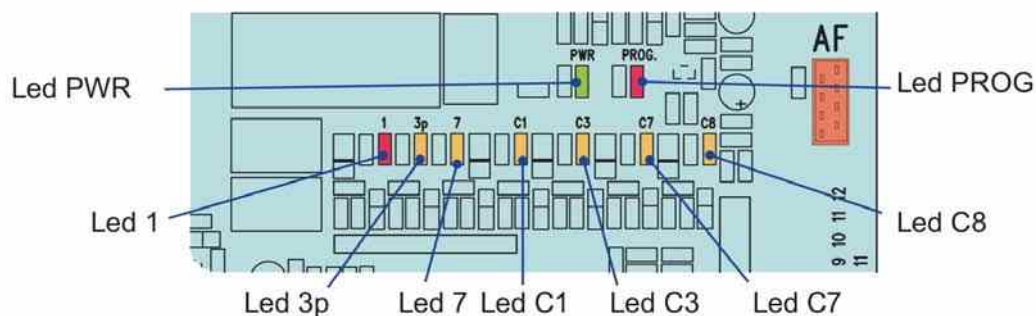 AF
PWR PROG.
Led PWR
Led PROG
1 3p 7 C1 C3 C7 C8
Led 1
Led C8
9 10 11 12
11
Led 3p Led 7 Led C1 Led C3 Led C7